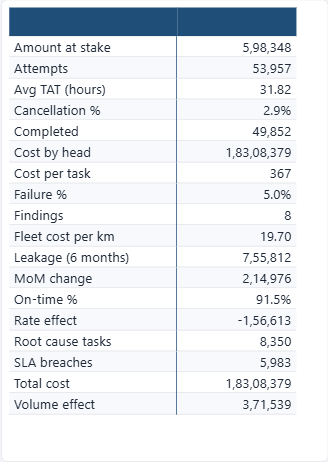 Amount at stake 5,98,348
Attempts 53,957
Avg TAT (hours) 31.82
Cancellation % 2.9%
Completed 49,852
Cost by head 1,83,08,379
Cost per task 367
Failure % 5.0%
Findings 8
Fleet cost per km 19.70
Leakage (6 months) 7,55,812
MoM change 2,14,976
On-time % 91.5%
Rate effect -1,56,613
Root cause tasks 8,350
SLA breaches 5,983
Total cost 1,83,08,379
Volume effect 3,71,539